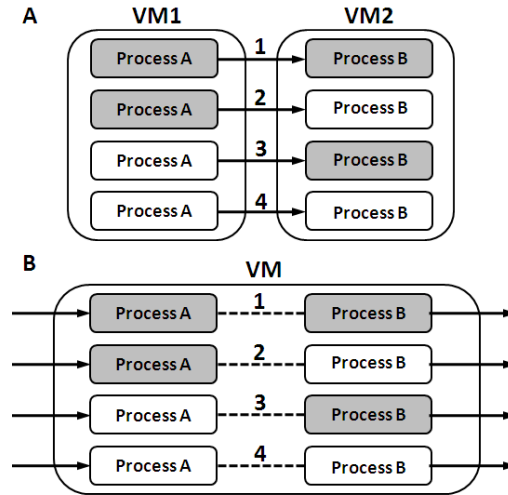 A VM1 VM2
Process A 1 Process B
Process A 2 Process B
Process A 3 Process B
Process A 4 Process B
B VM
Process A 1 Process B
Process A 2 Process B
Process A 3 Process B
Process A 4 Process B